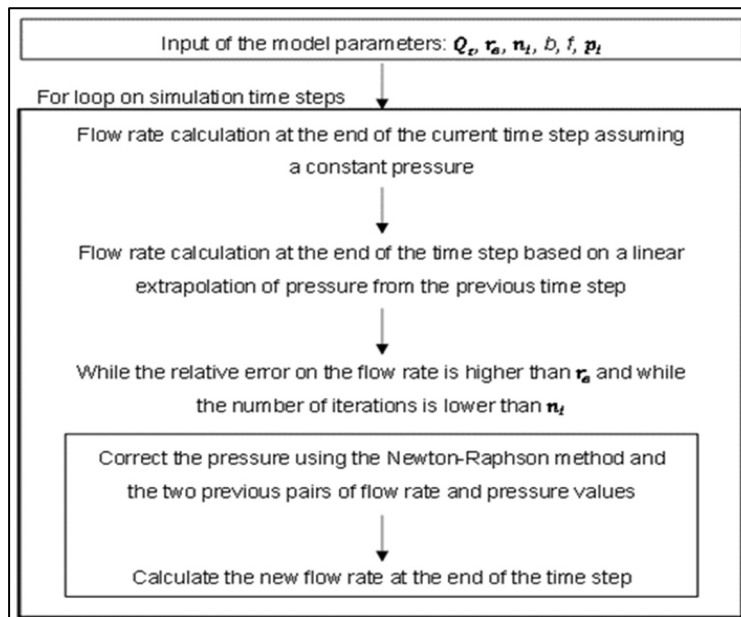 Input of the model parameters: Qr, ra, ni, b, f, pi
For loop on simulation time steps
Flow rate calculation at the end of the current time step assuming
a constant pressure
Flow rate calculation at the end of the time step based on a linear
extrapolation of pressure from the previous time step
While the relative error on the flow rate is higher than ra and while
the number of iterations is lower than ni
Correct the pressure using the Newton-Raphson method and
the two previous pairs of flow rate and pressure values
Calculate the new flow rate at the end of the time step